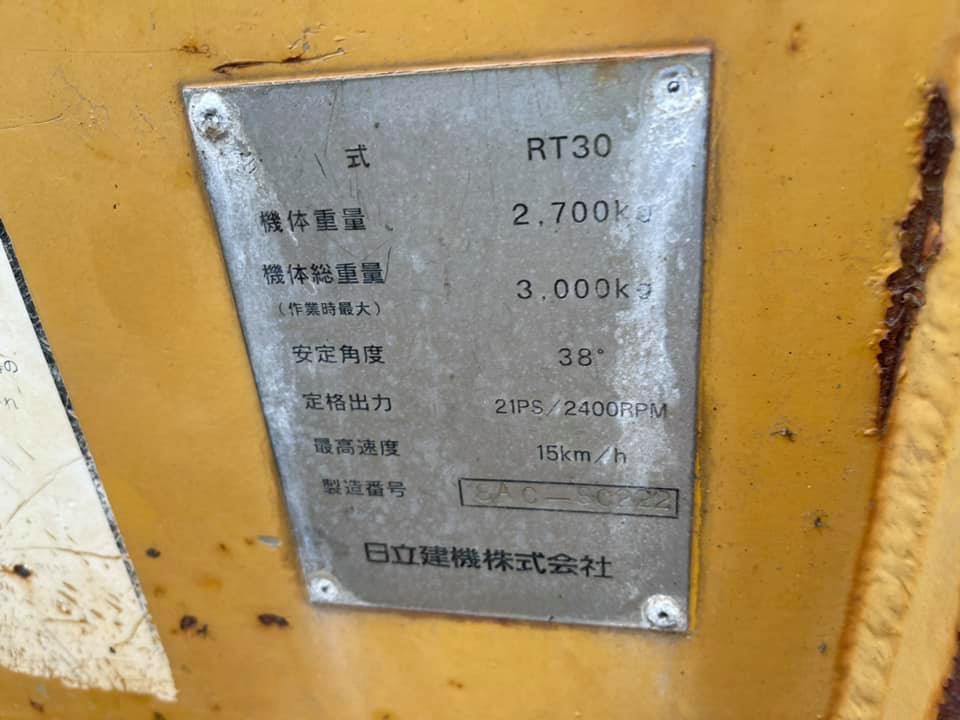 式 RT30
機体重量 2,700kg
機体総重量 3,000kg
(作業時最大)
安定角度 38°
定格出力 21PS/2400RPM
最高速度 15km/h
製造番号
日立建機株式会社
の
れ